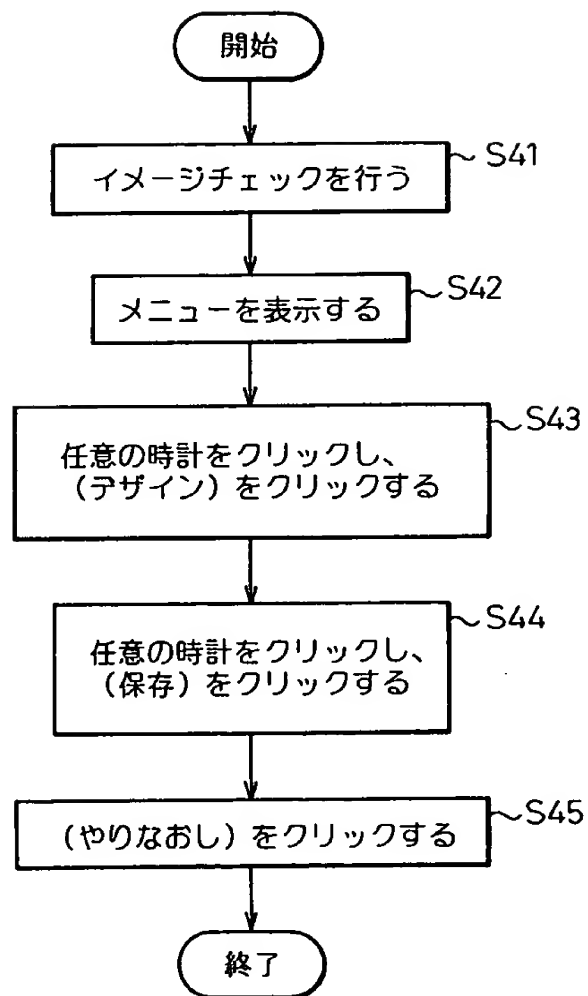 開始
イメージチェックを行う
S41
メニューを表示する
S42
任意の時計をクリックし、
(デザイン)をクリックする
S43
任意の時計をクリックし、
(保存)をクリックする
S44
(やりなおし)をクリックする
S45
終了